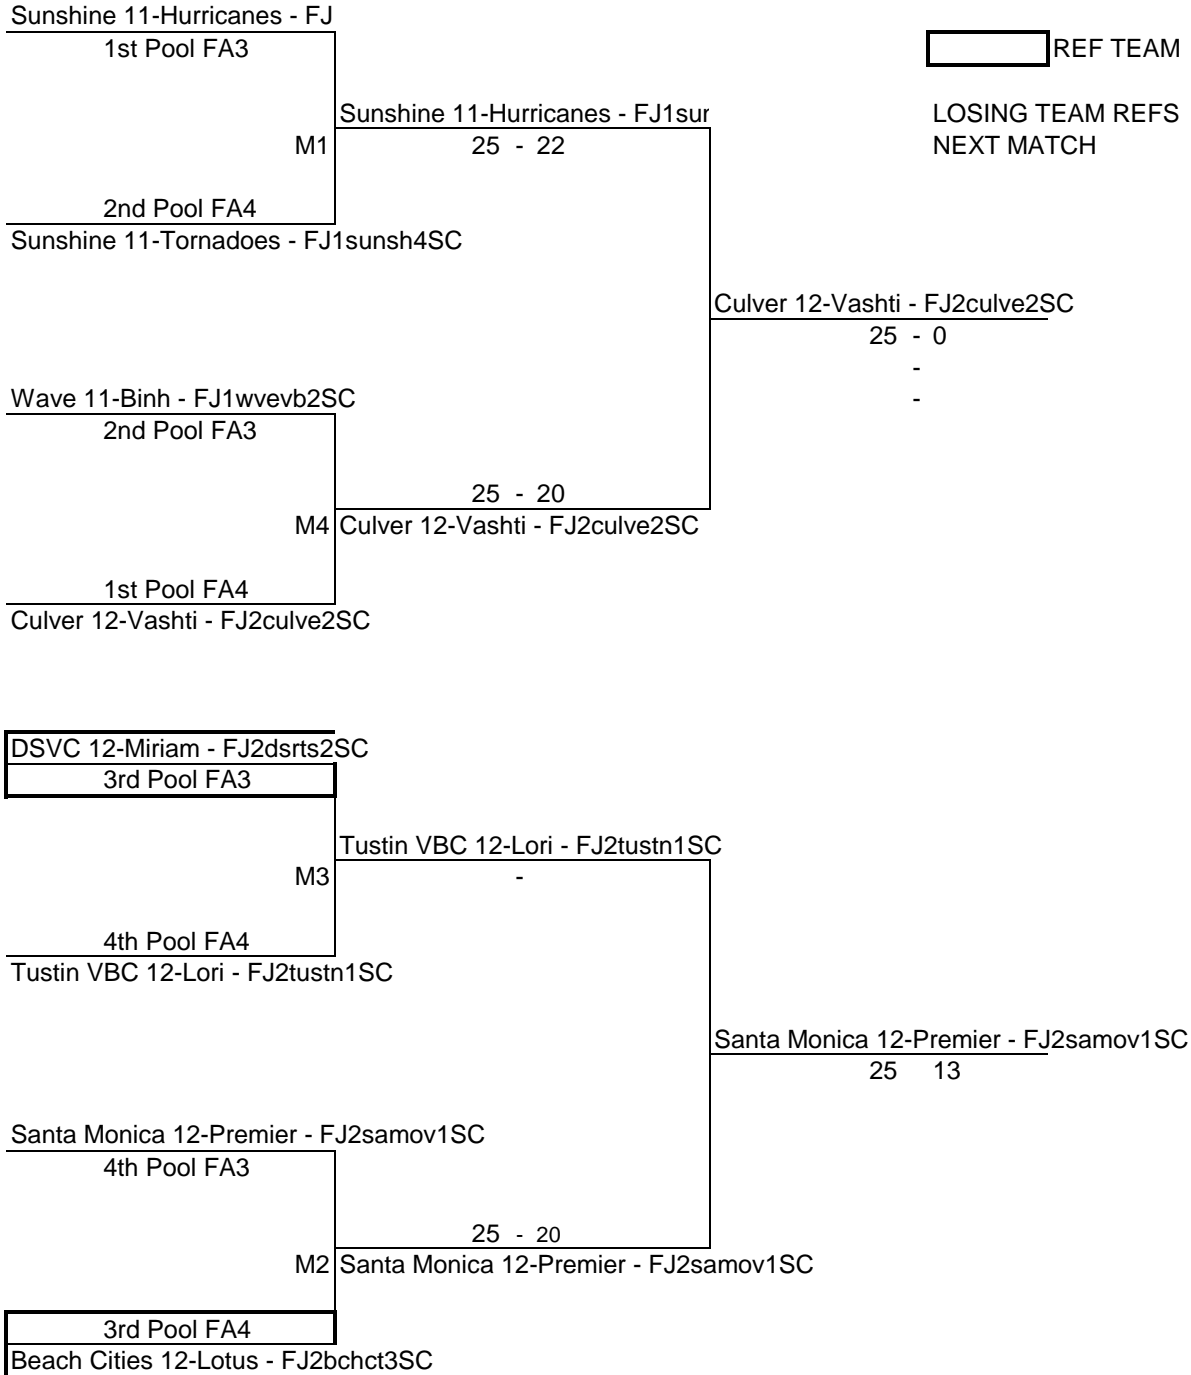 Sunshine 11-Hurricanes - FJ
1st Pool FA3
REF TEAM
Sunshine 11-Hurricanes - FJ1sun
LOSING TEAM REFS
M1
25 - 22
NEXT MATCH
2nd Pool FA4
Sunshine 11-Tornadoes - FJ1sunsh4SC
Culver 12-Vashti - FJ2culve2SC
25 - 0
-
-
Wave 11-Binh - FJ1wvevb2SC
2nd Pool FA3
25 - 20
M4
Culver 12-Vashti - FJ2culve2SC
1st Pool FA4
Culver 12-Vashti - FJ2culve2SC
DSVC 12-Miriam - FJ2dsrts2SC
3rd Pool FA3
Tustin VBC 12-Lori - FJ2tustn1SC
M3
-
4th Pool FA4
Tustin VBC 12-Lori - FJ2tustn1SC
Santa Monica 12-Premier - FJ2samov1SC
25 13
Santa Monica 12-Premier - FJ2samov1SC
4th Pool FA3
25 - 20
M2
Santa Monica 12-Premier - FJ2samov1SC
3rd Pool FA4
Beach Cities 12-Lotus - FJ2bchct3SC